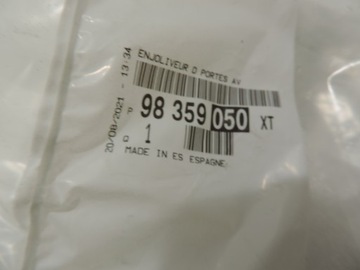 ENJOLIVEUR D PORTES AV
P 98 359 050 XT
Q 1
MADE IN ES ESPAGNE
20/08/2021 - 13:34